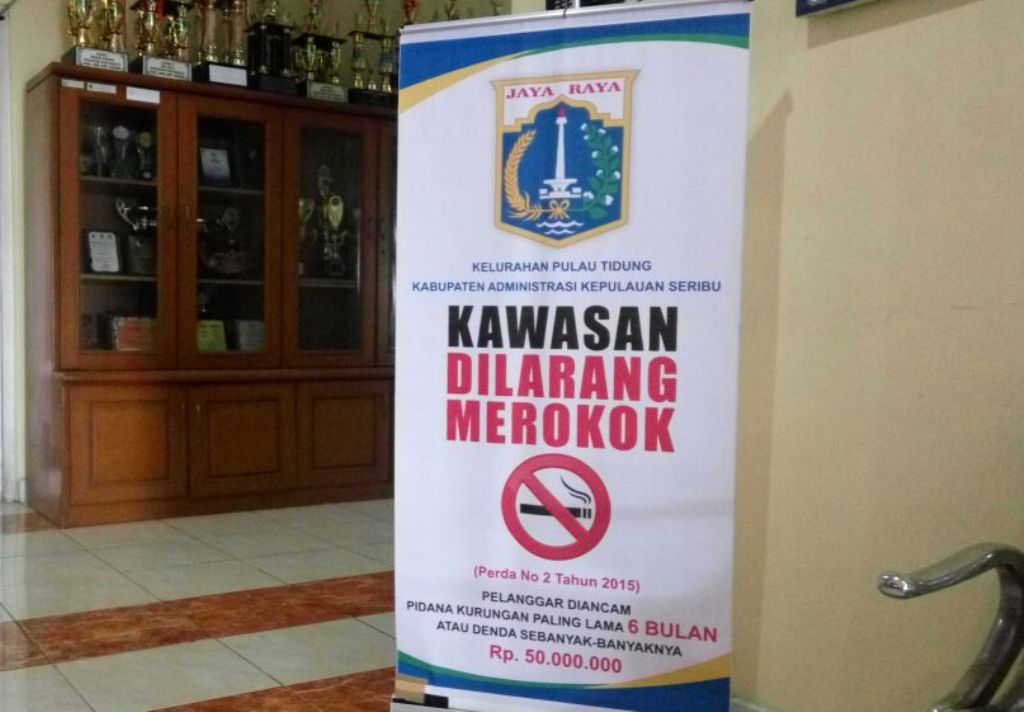 JAYA RAYA
KELURAHAN PULAU TIDUNG
KABUPATEN ADMINISTRASI KEPULAUAN SERIBU
KAWASAN
DILARANG
MEROKOK
(Perda No 2 Tahun 2015)
PELANGGAR DIANCAM
PIDANA KURUNGAN PALING LAMA 6 BULAN
ATAU DENDA SEBANYAK-BANYAKNYA
Rp. 50.000.000